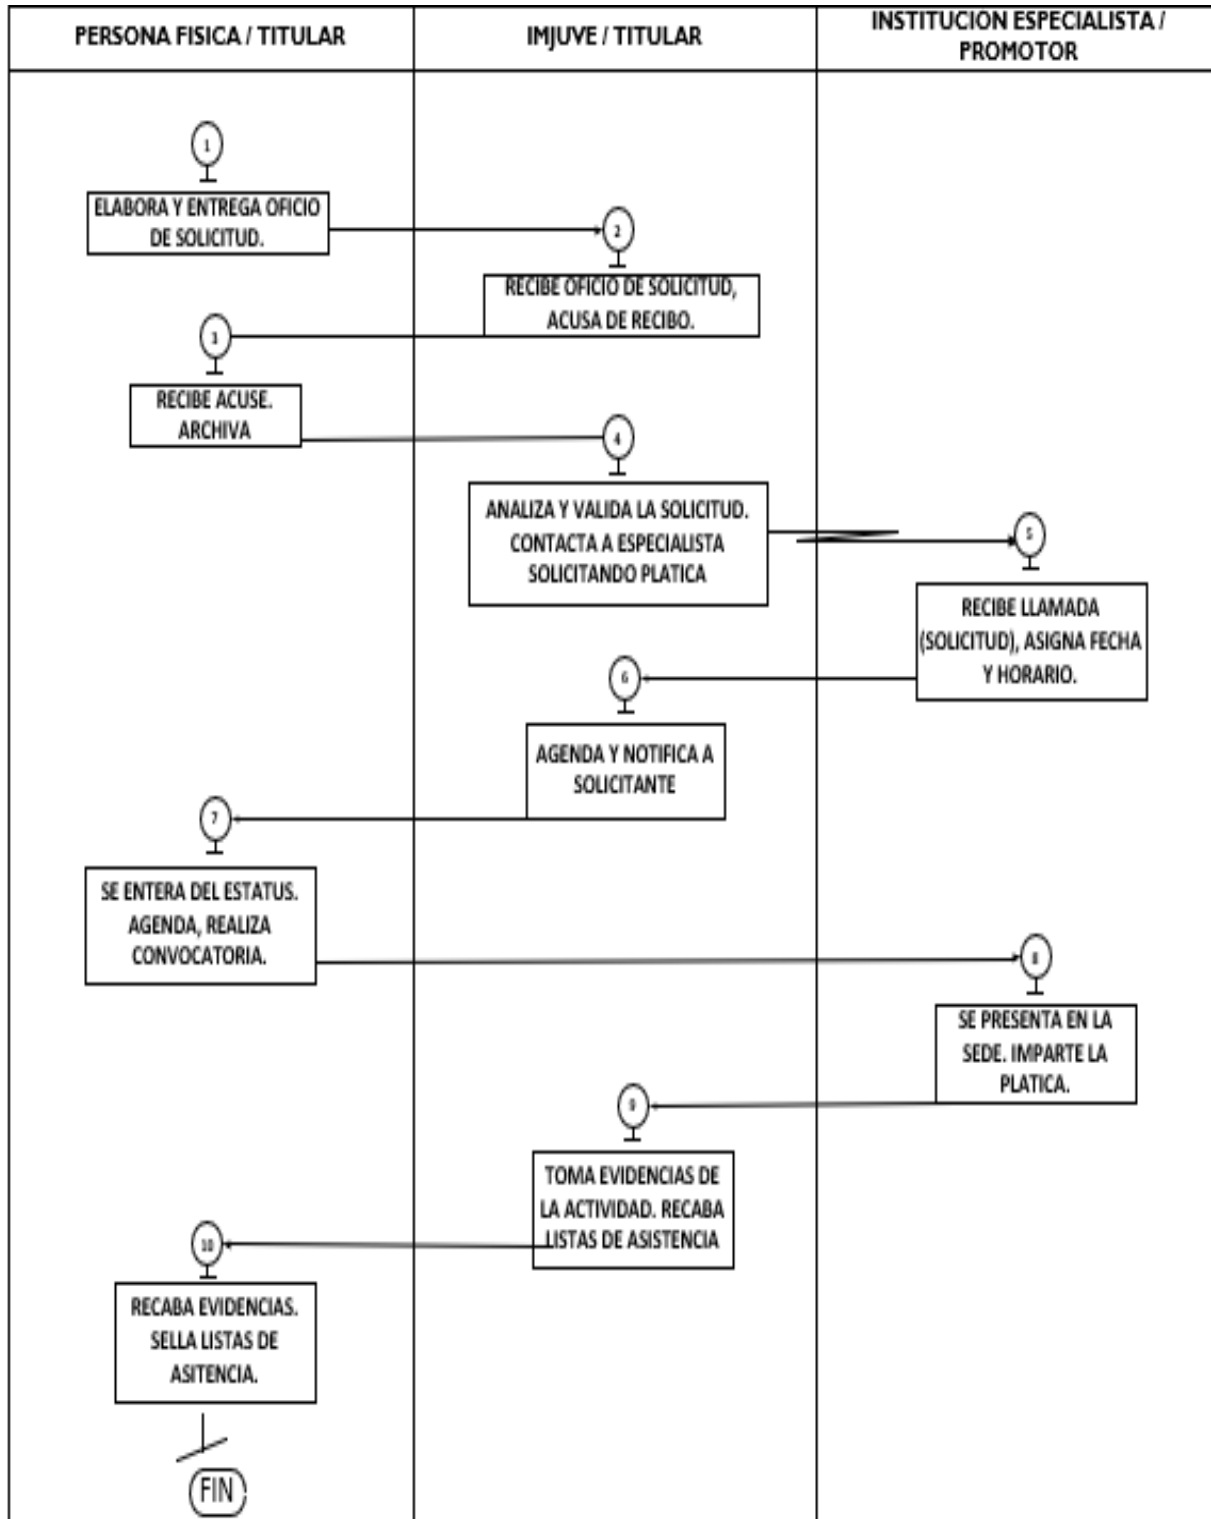 PERSONA FISICA / TITULAR
IMJUVE / TITULAR
INSTITUCIÓN ESPECIALISTA /
PROMOTOR
1
ELABORA Y ENTREGA OFICIO
DE SOLICITUD.
2
RECIBE OFICIO DE SOLICITUD,
ACUSA DE RECIBO.
3
RECIBE ACUSE.
ARCHIVA
4
ANALIZA Y VALIDA LA SOLICITUD.
CONTACTA A ESPECIALISTA
SOLICITANDO PLATICA
5
RECIBE LLAMADA
(SOLICITUD), ASIGNA FECHA
Y HORARIO.
6
AGENDA Y NOTIFICA A
SOLICITANTE
7
SE ENTERA DEL ESTATUS.
AGENDA, REALIZA
CONVOCATORIA.
8
SE PRESENTA EN LA
SEDE. IMPARTE LA
PLATICA.
9
TOMA EVIDENCIAS DE
LA ACTIVIDAD. RECABA
LISTAS DE ASISTENCIA
10
RECABA EVIDENCIAS.
SELLA LISTAS DE
ASITENCIA.
FIN